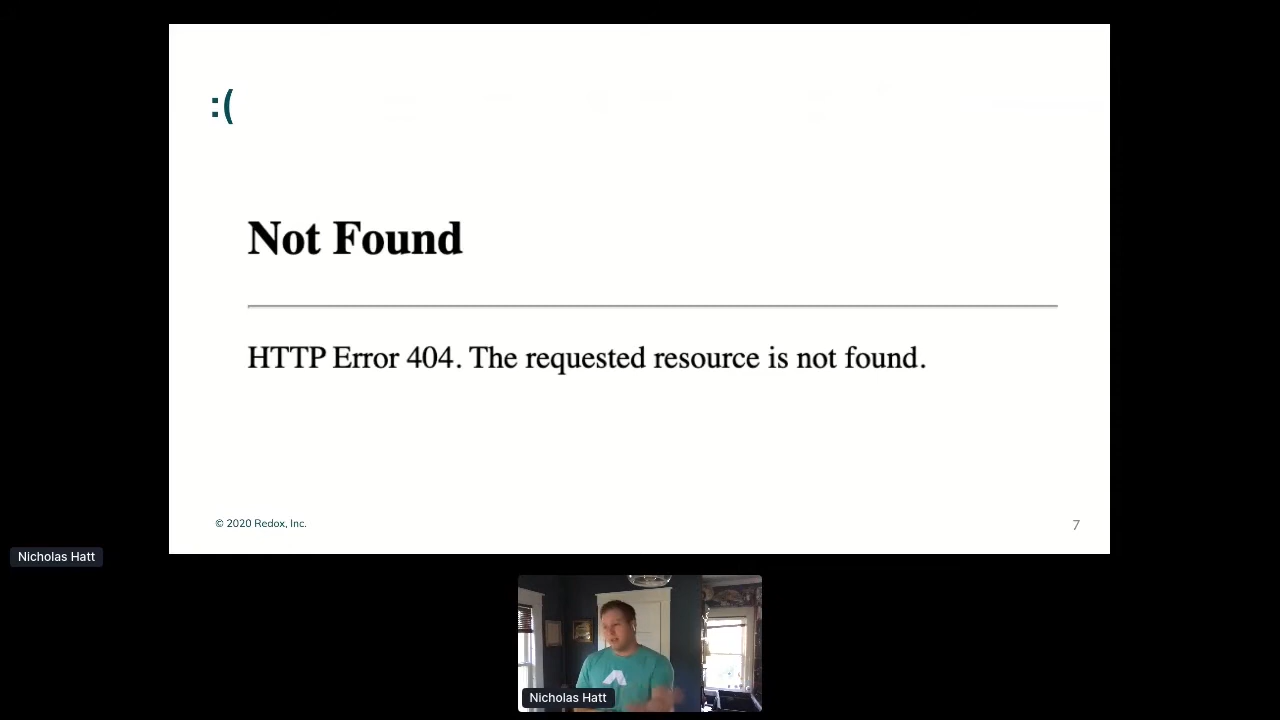 :(
Not Found
HTTP Error 404. The requested resource is not found.
© 2020 Redox, Inc.
7
Nicholas Hatt
Nicholas Hatt